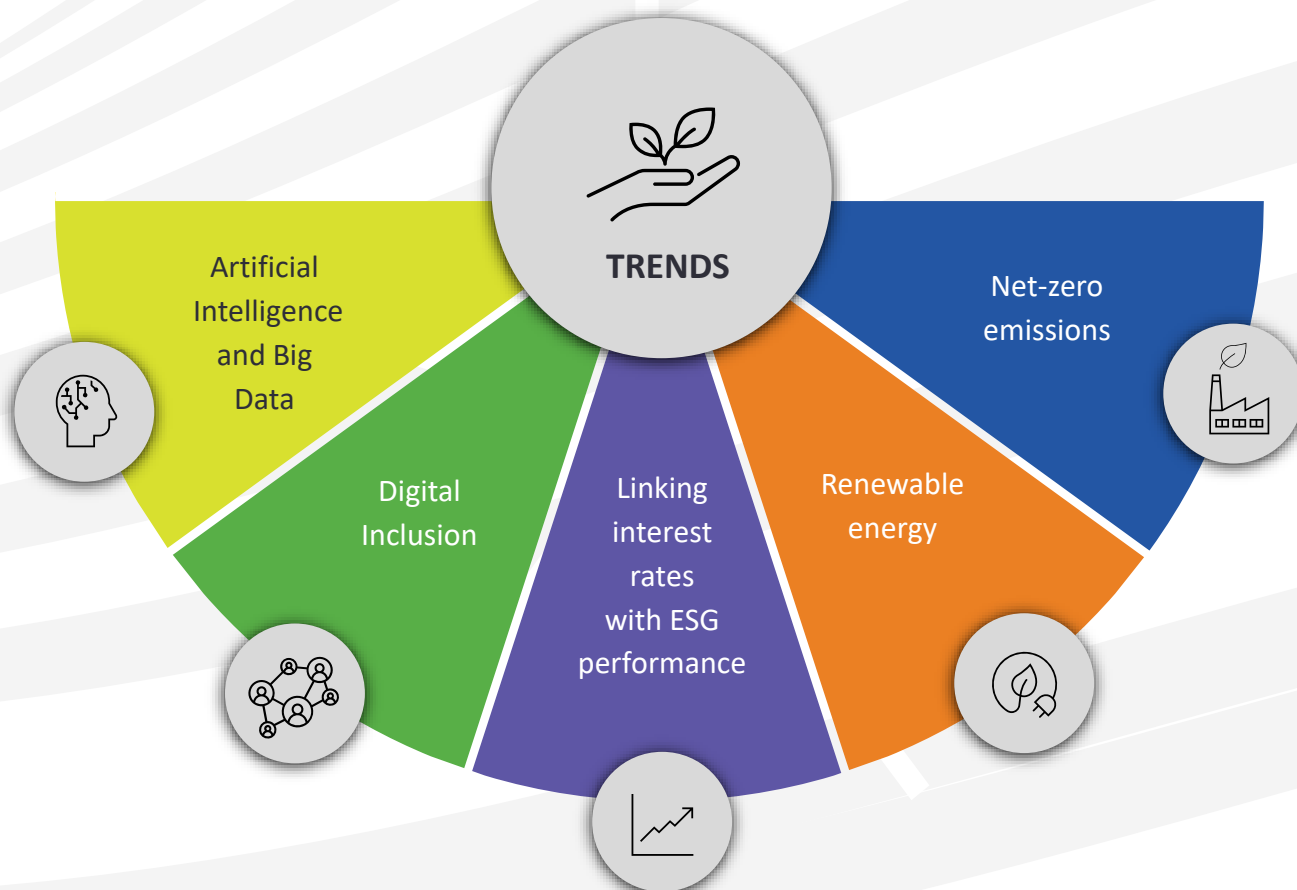 TRENDS
Artificial
Intelligence
and Big
Data
Digital
Inclusion
Linking
interest
rates
with ESG
performance
Renewable
energy
Net-zero
emissions